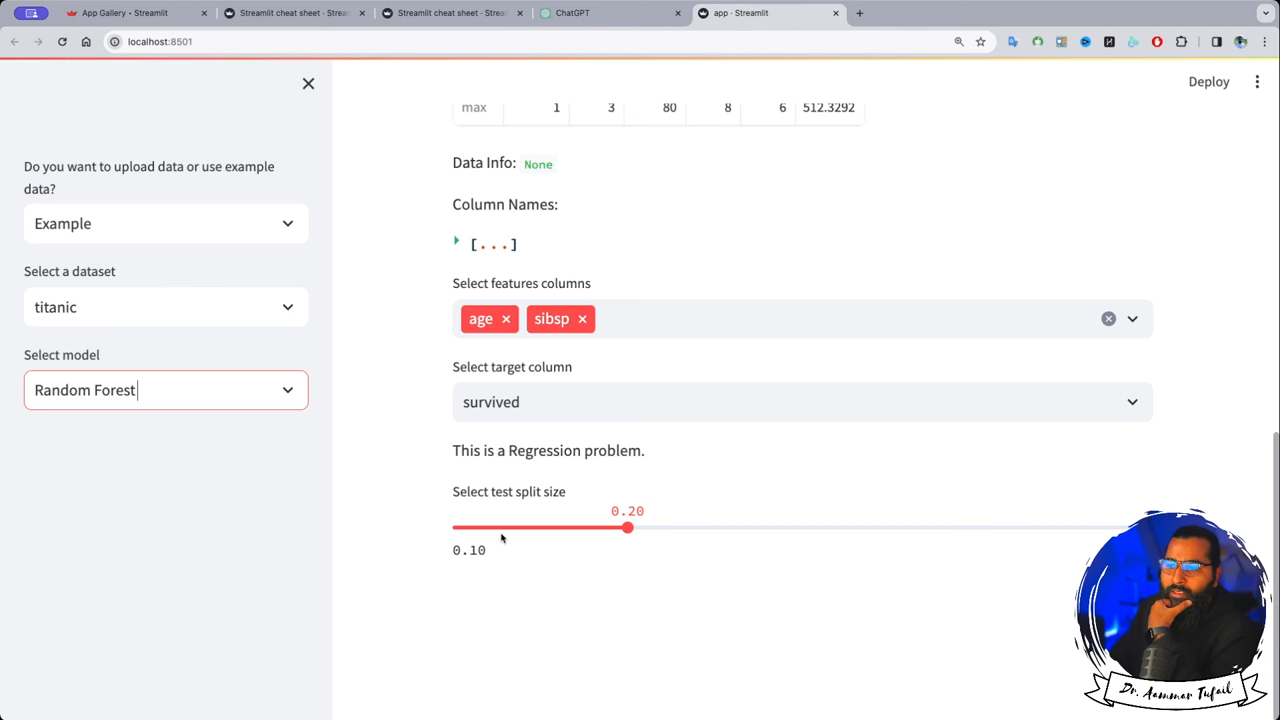 App Gallery • Streamlit
Streamlit cheat sheet · Strea
Streamlit cheat sheet · Strea
ChatGPT
app · Streamlit
localhost:8501
Deploy
Do you want to upload data or use example
data?
Example
Select a dataset
titanic
Select model
Random Forest
max 1 3 80 8 6 512.3292
Data Info: None
Column Names:
[...]
Select features columns
age sibsp
Select target column
survived
This is a Regression problem.
Select test split size
0.20
0.10
Dr. Aammar Tufail